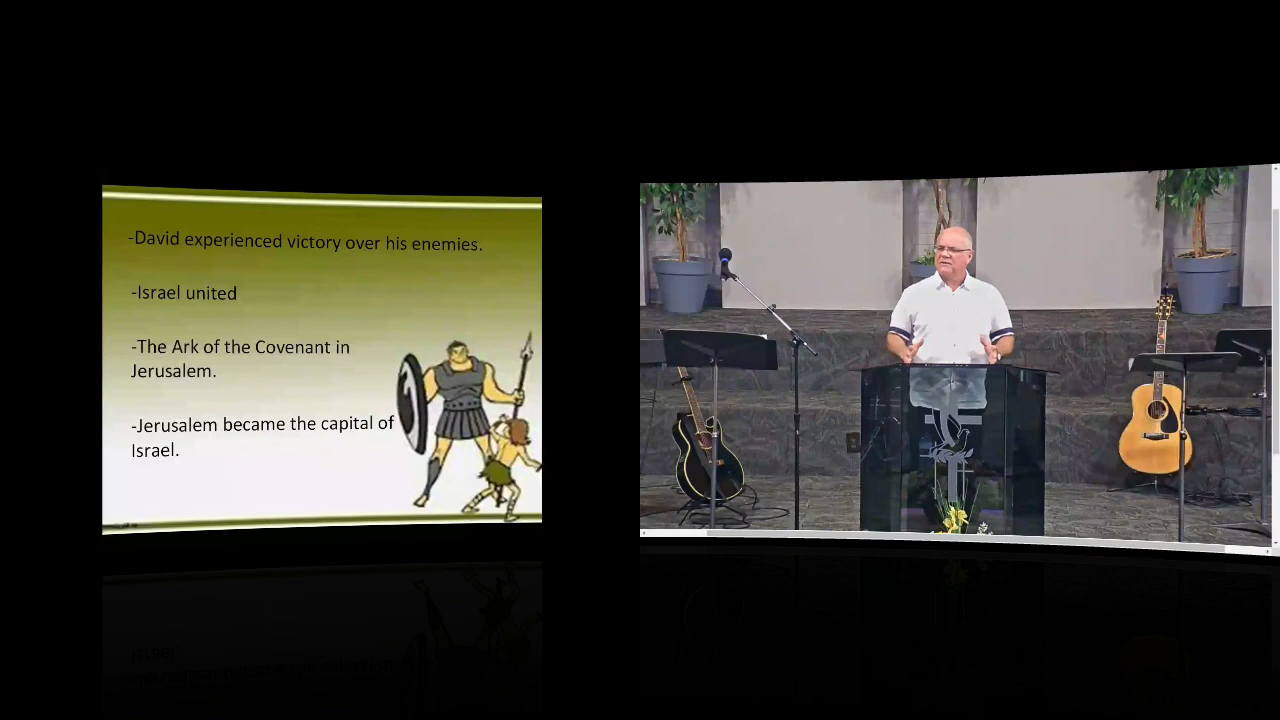 -David experienced victory over his enemies.
-Israel united
-The Ark of the Covenant in
Jerusalem.
-Jerusalem became the capital of
Israel.